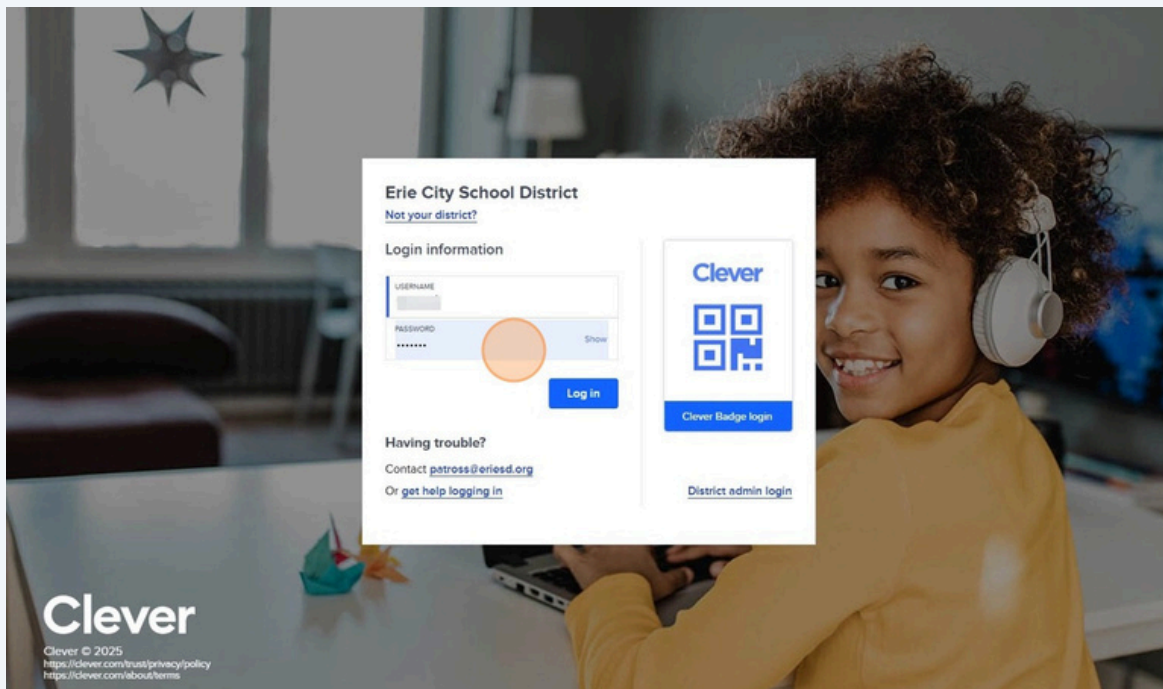 Erie City School District
Not your district?
Login information
USERNAME
PASSWORD
•••••••
Show
Log in
Having trouble?
Contact patross@eriesd.org
Or get help logging in
Clever
Clever Badge login
District admin login
Clever
Clever © 2025
https://clever.com/trust/privacy/policy
https://clever.com/about/terms